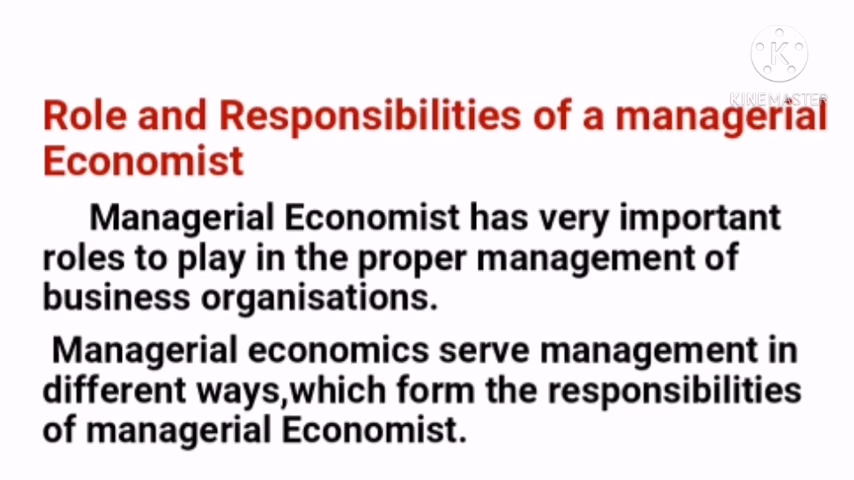 KINEMASTER
Role and Responsibilities of a managerial
Economist
Managerial Economist has very important
roles to play in the proper management of
business organisations.
Managerial economics serve management in
different ways,which form the responsibilities
of managerial Economist.